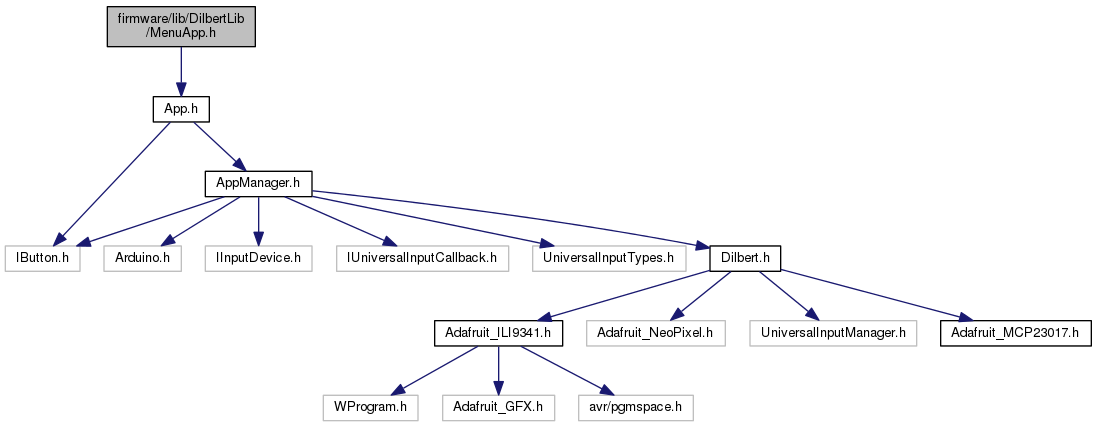 firmware/lib/DilbertLib
/MenuApp.h
App.h
AppManager.h
IButton.h
Arduino.h
IInputDevice.h
IUniversalInputCallback.h
UniversalInputTypes.h
Dilbert.h
Adafruit_ILI9341.h
Adafruit_NeoPixel.h
UniversalInputManager.h
Adafruit_MCP23017.h
WProgram.h
Adafruit_GFX.h
avr/pgmspace.h